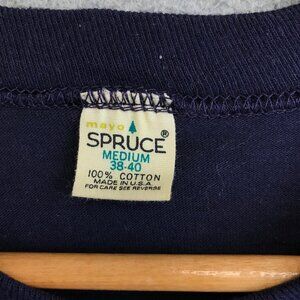 mayo
SPRUCE®
MEDIUM
38-40
100% COTTON
MADE IN U.S.A
FOR CARE SEE REVERSE